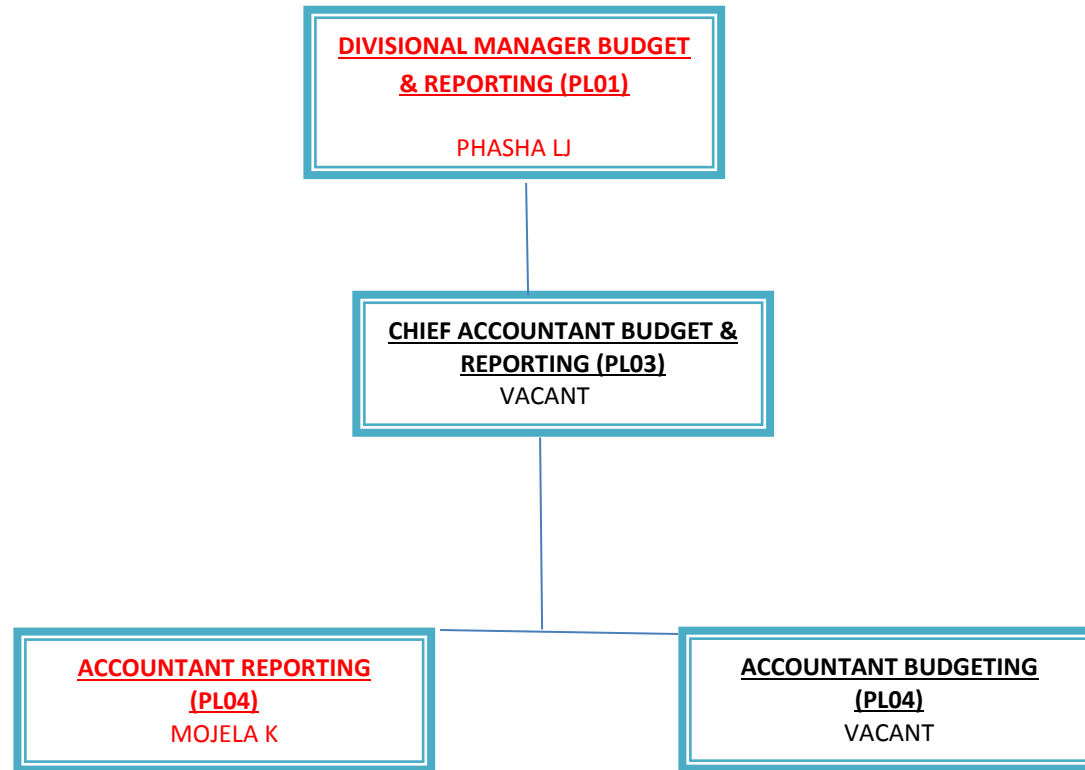 DIVISIONAL MANAGER BUDGET
& REPORTING (PL01)
PHASHA LJ
CHIEF ACCOUNTANT BUDGET &
REPORTING (PL03)
VACANT
ACCOUNTANT REPORTING
(PL04)
MOJELA K
ACCOUNTANT BUDGETING
(PL04)
VACANT